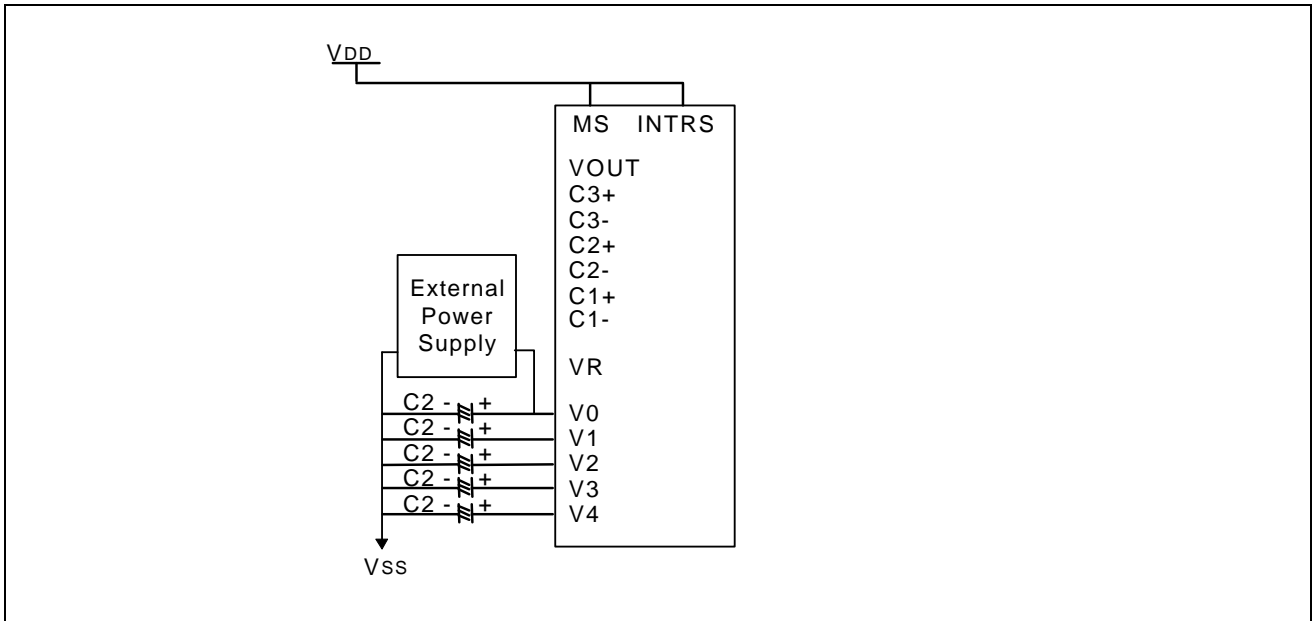 VDD
MS INTRS
VOUT
C3+
C3-
C2+
C2-
C1+
C1-
VR
External
Power
Supply
C2 - + V0
C2 - + V1
C2 - + V2
C2 - + V3
C2 - + V4
VSS